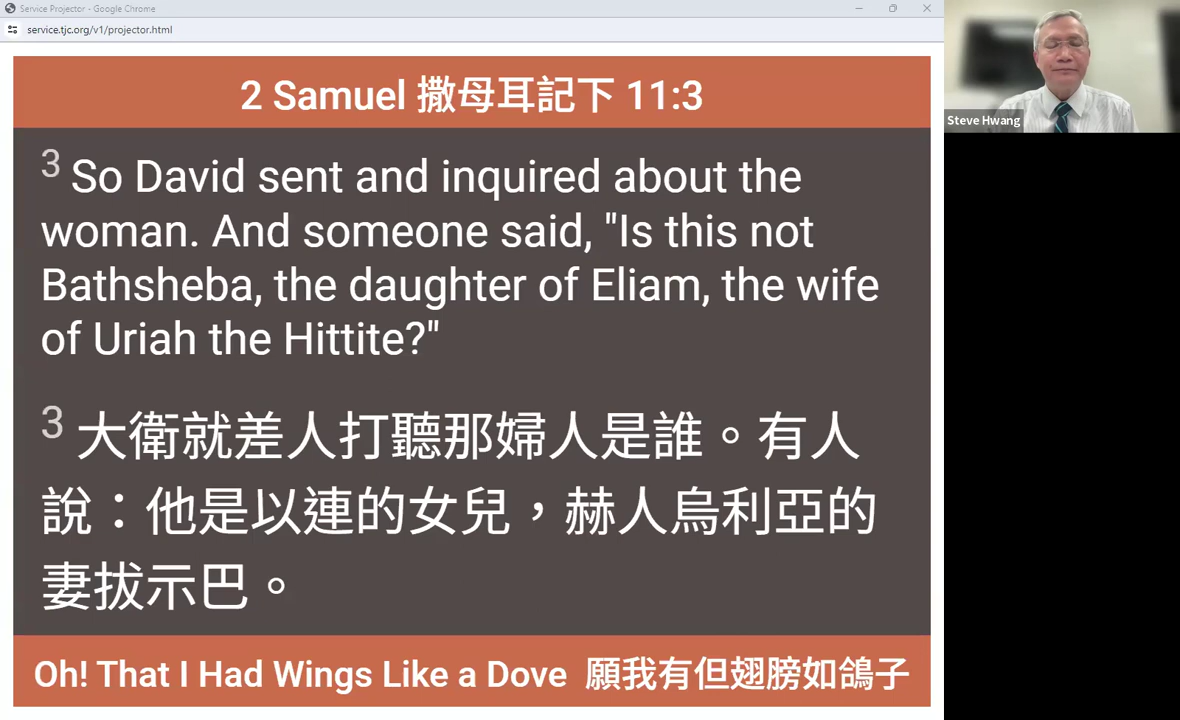 Service Projector - Google Chrome
service.tjc.org/v1/projector.html
2 Samuel 撒母耳記下 11:3
3 So David sent and inquired about the
woman. And someone said, "Is this not
Bathsheba, the daughter of Eliam, the wife
of Uriah the Hittite?"
3 大衛就差人打聽那婦人是誰。有人
說：他是以連的女兒，赫人烏利亞的
妻拔示巴。
Oh! That I Had Wings Like a Dove 願我有但翅膀如鴿子
Steve Hwang